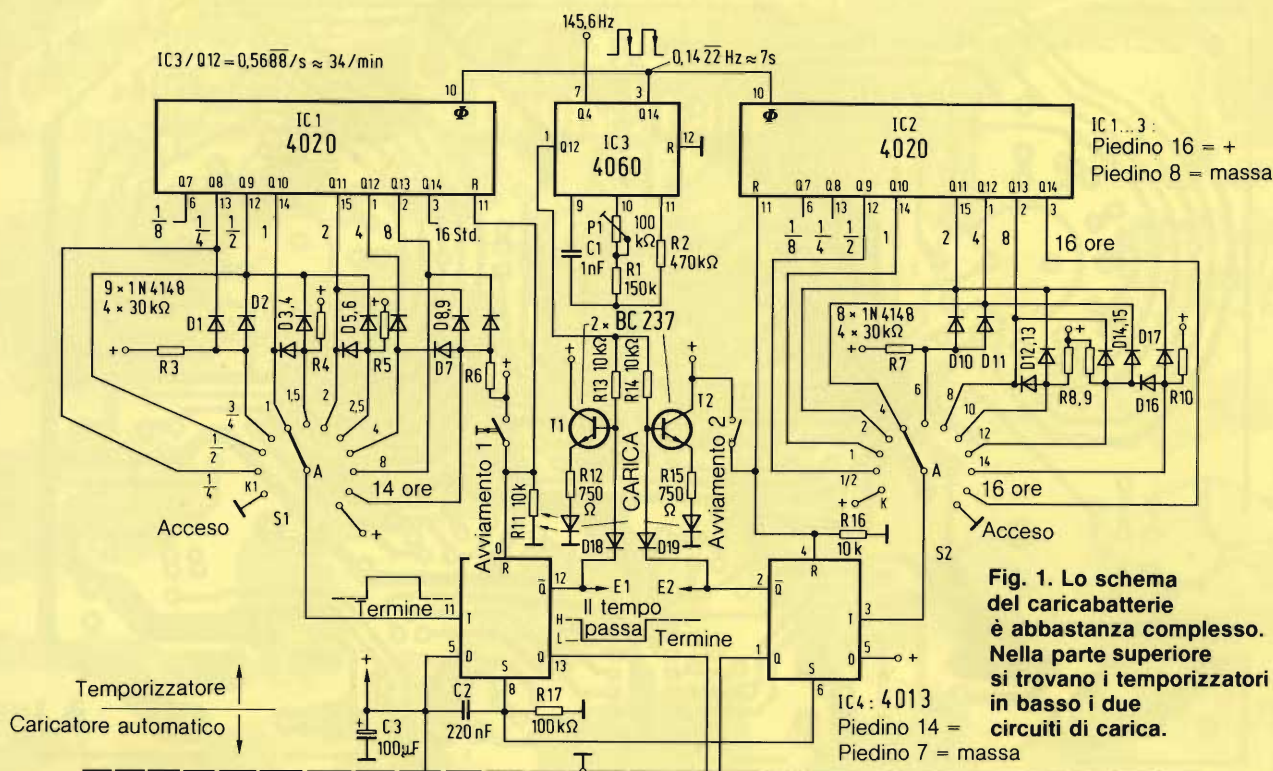 145,6Hz
IC3/Q12 = 0,5688/s ≈ 34/min
0,1422 Hz ≈ 7s
10
Φ
IC 1
4020
Q7 Q8 Q9 Q10 Q11 Q12 Q13 Q14 R
6 13 12 14 15 1 2 3 11
1/8 1/4 1/2 1 2 4 8 16 Std.
7 3
Q4 Q14
1 Q12
IC 3
4060
R 12
9 10 11
P1
100 kΩ
C1
1nF
R1
150k
R2
470kΩ
10
Φ
IC2
4020
R Q7 Q8 Q9 Q10 Q11 Q12 Q13 Q14
11 6 13 12 14 15 1 2 3
1/8 1/4 1/2 1 2 4 8 16 ore
IC 1...3 :
Piedino 16 = +
Piedino 8 = massa
9 × 1N4148
4 × 30kΩ
D1
D2
D3,4
R4
D5,6
R5
D7
D8,9
R6
+
R3
3/4
1/2
1/4
1
1,5
2
2,5
4
8
14 ore
K1
S1
A
+
Acceso
2 × BC 237
R13 10kΩ
R14 10kΩ
T1
T2
R12
750
Ω
R15
750
Ω
CARICA
D18
D19
Avviamento 1
Avviamento 2
R11 10k
8 × 1N4148
4 × 30kΩ
+
R7
D10
D11
D12,13
R8,9
D14,15
D17
D16
R10
+ K
1/2
1
2
4
6
8
10
12
14
16 ore
A
S2
Acceso
R16
10 k
Termine
11 T
5 D
R
S
8
12 Q
Q
13
E1
E2
Il tempo
passa
H
L
Termine
4
R
2 Q
1 Q
T 3
D 5
+
S
6
IC4: 4013
Piedino 14 =
Piedino 7 = massa
Temporizzatore
Caricatore automatico
+
C3
100µF
C2
220 nF
R17
100kΩ
Fig. 1. Lo schema
del caricabatterie
è abbastanza complesso.
Nella parte superiore
si trovano i temporizzatori
in basso i due
circuiti di carica.